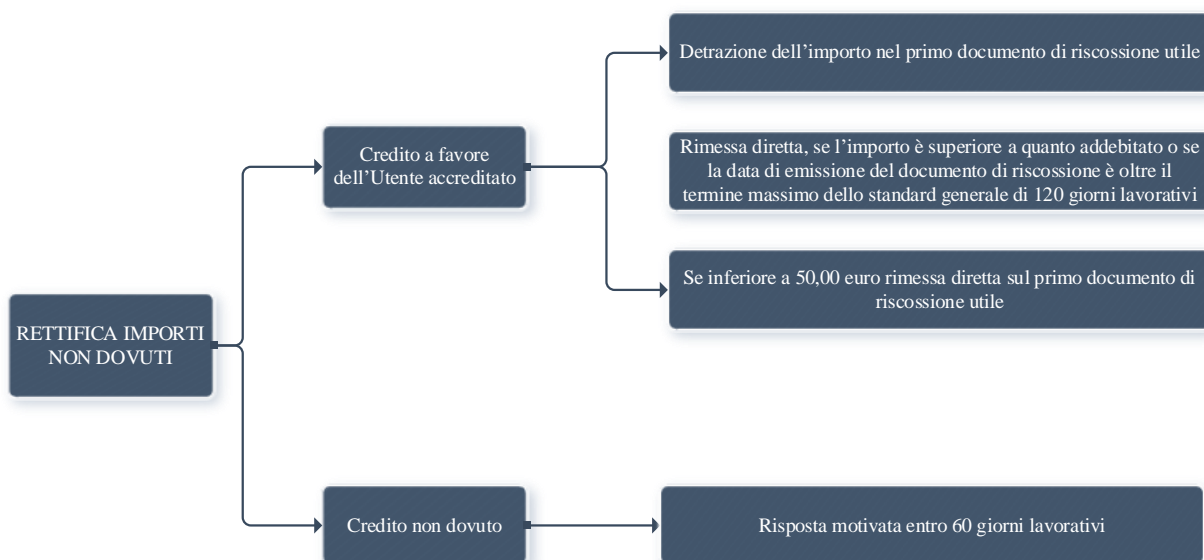 Detrazione dell’importo nel primo documento di riscossione utile
Credito a favore
dell’Utente accreditato
Rimessa diretta, se l’importo è superiore a quanto addebitato o se
la data di emissione del documento di riscossione è oltre il
termine massimo dello standard generale di 120 giorni lavorativi
Se inferiore a 50,00 euro rimessa diretta sul primo documento di
riscossione utile
RETTIFICA IMPORTI
NON DOVUTI
Credito non dovuto
Risposta motivata entro 60 giorni lavorativi